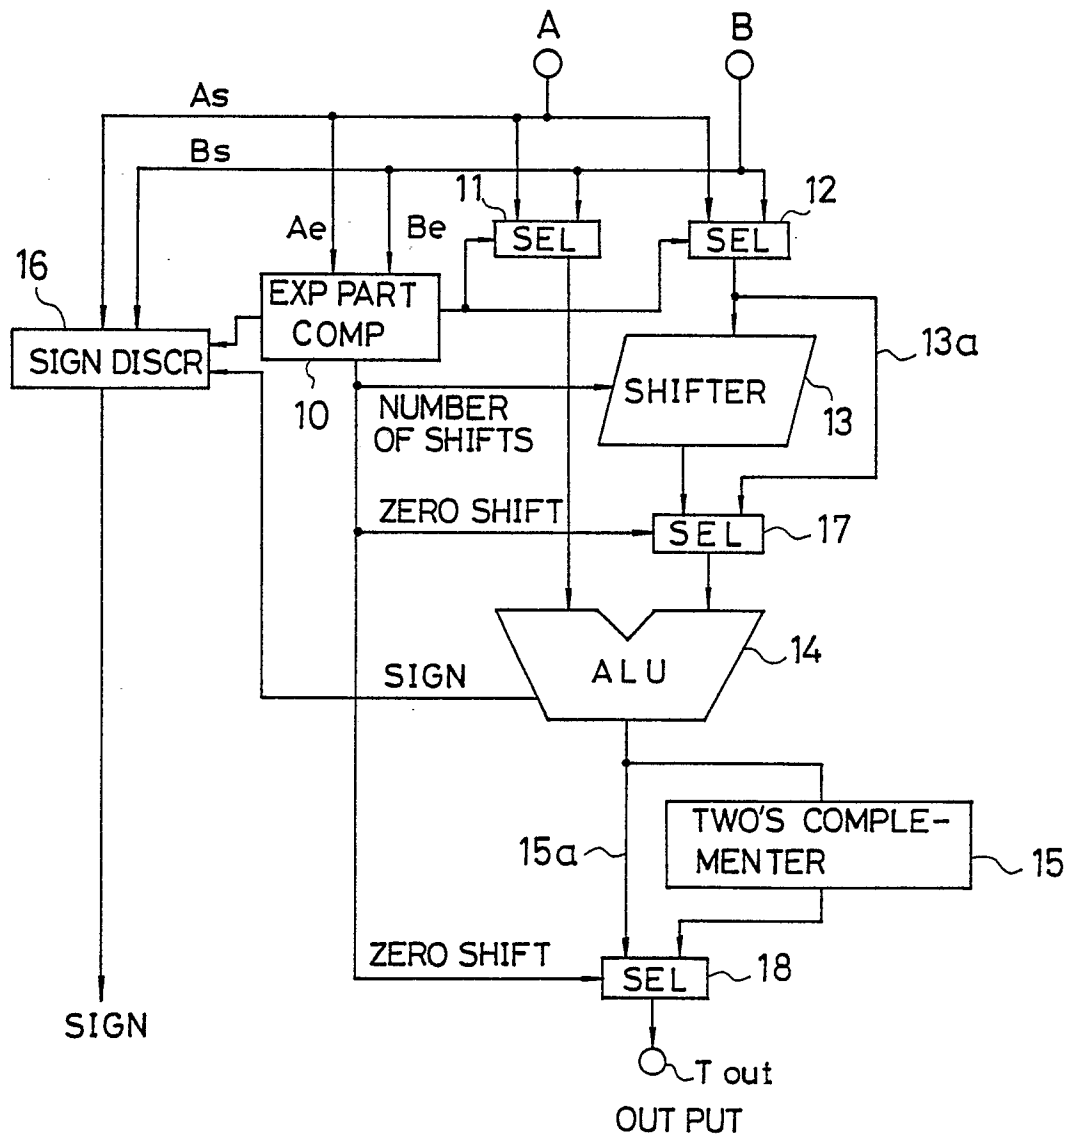 A
B
As
Bs
11
12
Ae
Be
SEL
SEL
16
EXP PART
COMP
SIGN DISCR
13a
SHIFTER
10
NUMBER
OF SHIFTS
13
ZERO SHIFT
SEL
17
ALU
14
SIGN
TWO'S COMPLE-
MENTER
15a
15
ZERO SHIFT
SEL
18
SIGN
T out
OUT PUT